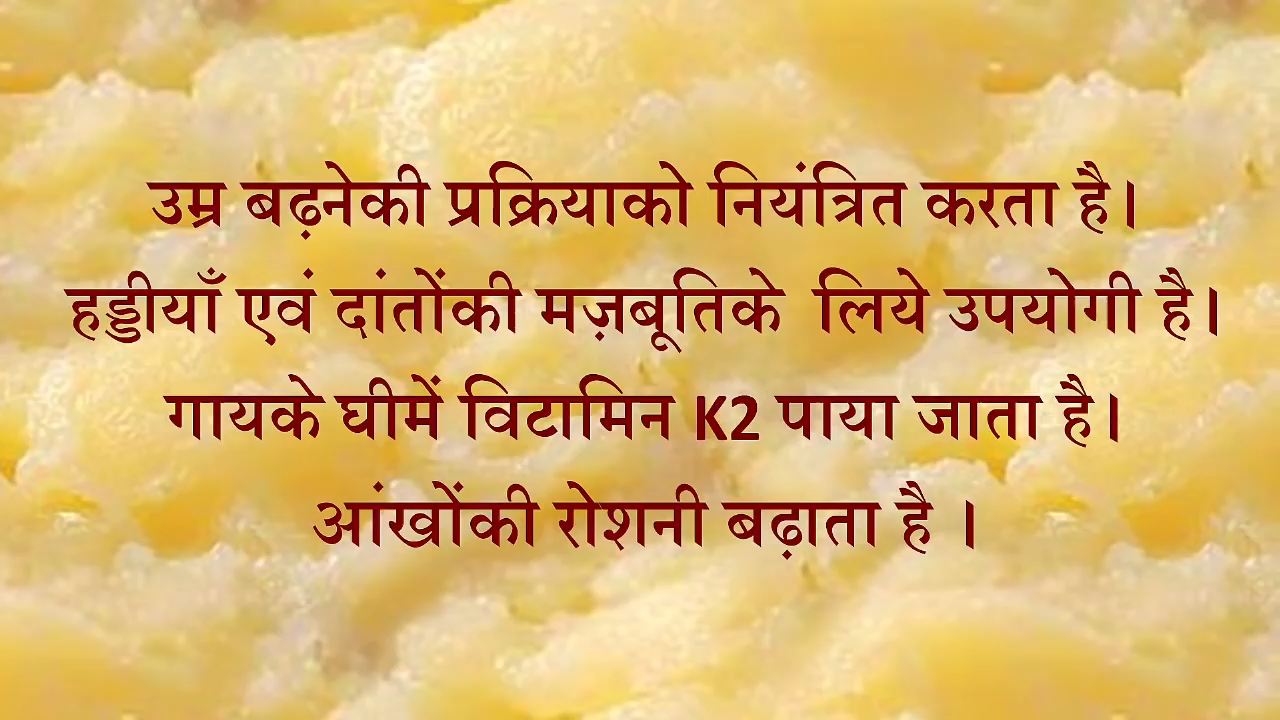 उम्र बढ़नेकी प्रक्रियाको नियंत्रित करता है।
हड्डीयाँ एवं दांतोंकी मज़बूतिके लिये उपयोगी है।
गायके घीमें विटामिन K2 पाया जाता है।
आंखोंकी रोशनी बढ़ाता है ।